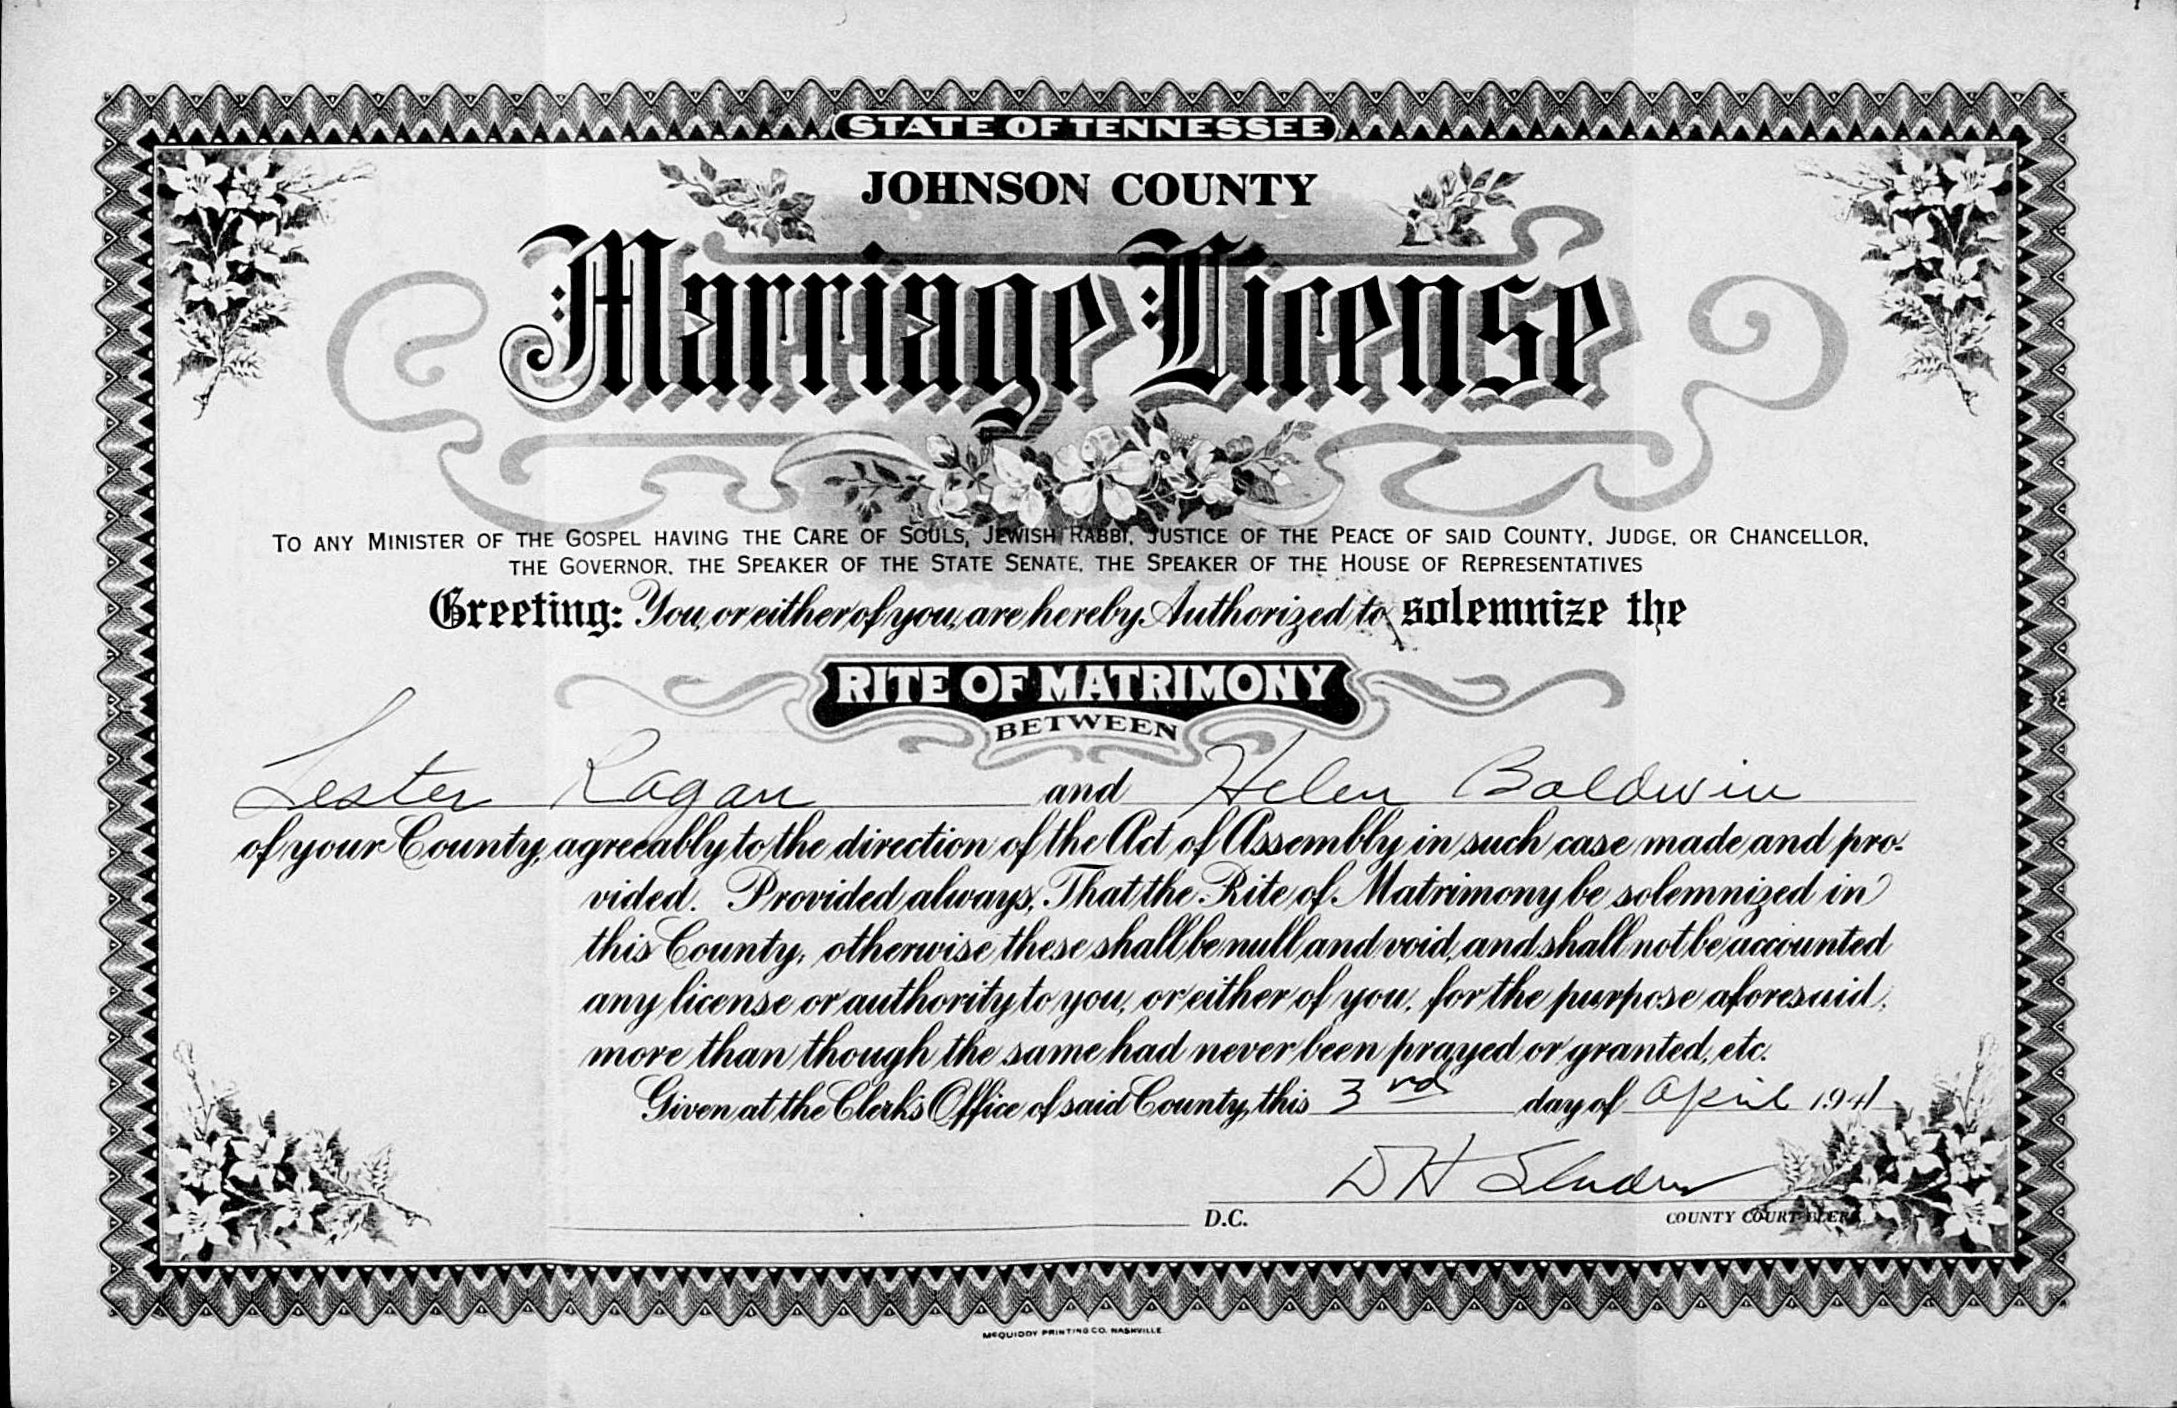 STATE OF TENNESSEE
JOHNSON COUNTY
Marriage License
TO ANY MINISTER OF THE GOSPEL HAVING THE CARE OF SOULS, JEWISH RABBI, JUSTICE OF THE PEACE OF SAID COUNTY, JUDGE, OR CHANCELLOR,
THE GOVERNOR, THE SPEAKER OF THE STATE SENATE, THE SPEAKER OF THE HOUSE OF REPRESENTATIVES
Greeting: You, or either of you, are hereby Authorized to solemnize the
RITE OF MATRIMONY
BETWEEN
Lester Ragan and Helen Baldwin
of your County, agreeably to the direction of the Act of Assembly in such case made and pro-
vided. Provided always, That the Rite of Matrimony be solemnized in
this County, otherwise these shall be null and void, and shall not be accounted
any license or authority to you, or either of you, for the purpose aforesaid,
more than though the same had never been prayed or granted, etc.
Given at the Clerk's Office of said County, this 3rd day of April 1941
D H
D.C. COUNTY COURT CLERK
McQUIDDY PRINTING CO. NASHVILLE